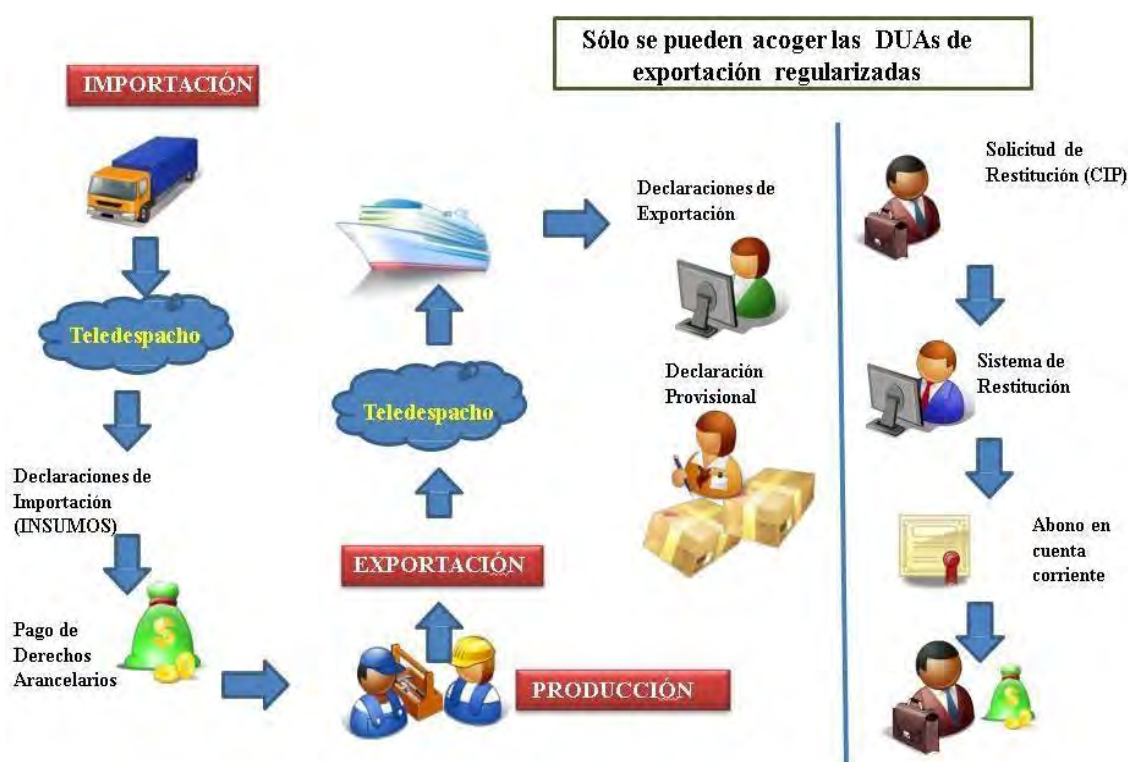 Sólo se pueden acoger las DUAs de
exportación regularizadas
IMPORTACIÓN
Teledespacho
Declaraciones de
Importación
(INSUMOS)
Pago de
Derechos
Arancelarios
PRODUCCIÓN
EXPORTACIÓN
Teledespacho
Declaraciones de
Exportación
Declaración
Provisional
Solicitud de
Restitución (CIP)
Sistema de
Restitución
Abono en
cuenta
corriente